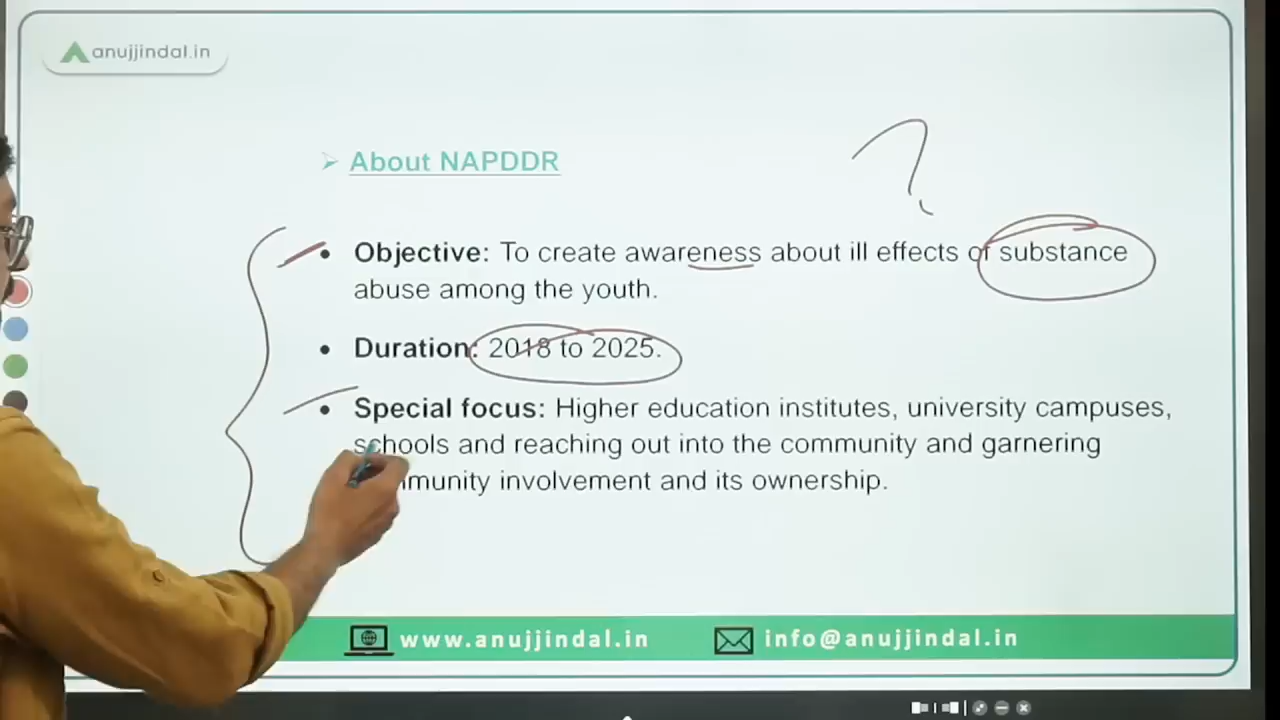 anujjindal.in
About NAPDDR
?
Objective: To create awareness about ill effects of substance
abuse among the youth.
Duration: 2018 to 2025.
Special focus: Higher education institutes, university campuses,
schools and reaching out into the community and garnering
munity involvement and its ownership.
www.anujjindal.in info@anujjindal.in